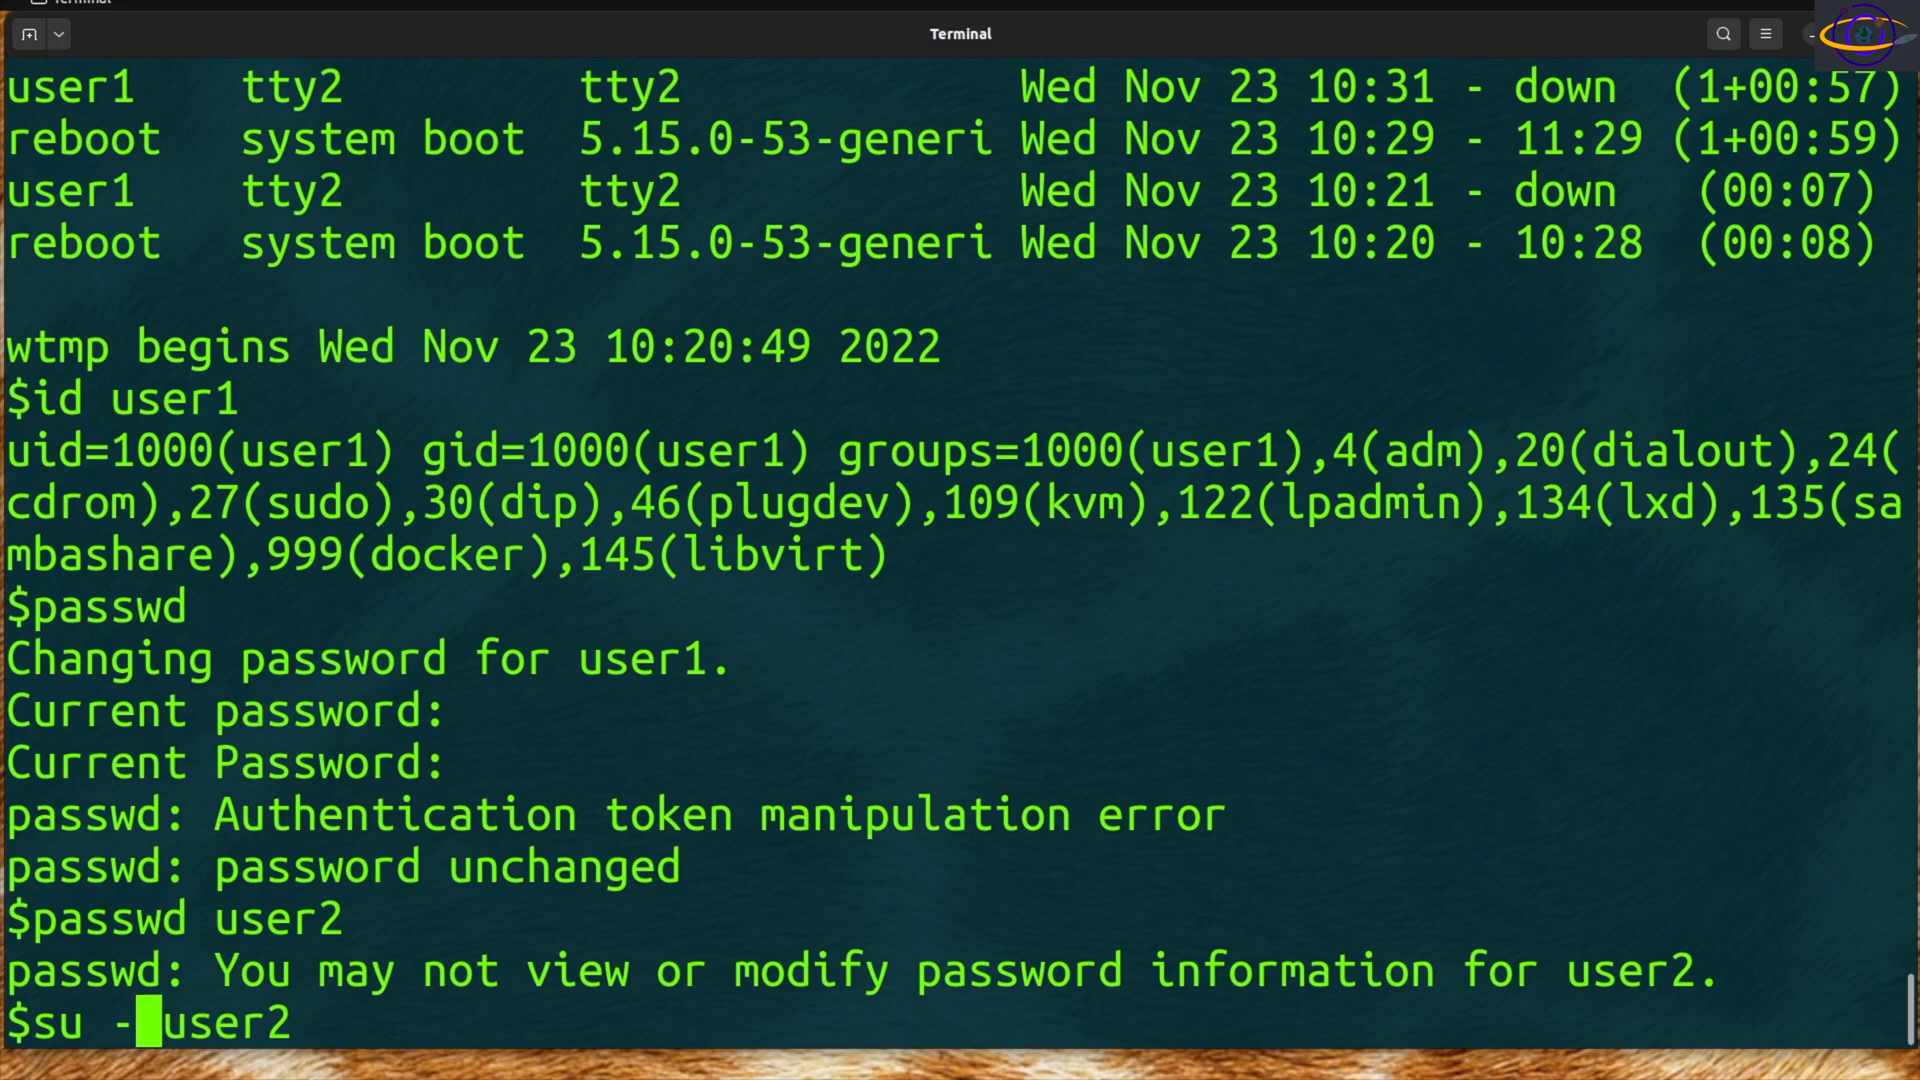 Terminal
Terminal
user1    tty2         tty2             Wed Nov 23 10:31 - down  (1+00:57)
reboot   system boot  5.15.0-53-generi Wed Nov 23 10:29 - 11:29 (1+00:59)
user1    tty2         tty2             Wed Nov 23 10:21 - down   (00:07)
reboot   system boot  5.15.0-53-generi Wed Nov 23 10:20 - 10:28  (00:08)
wtmp begins Wed Nov 23 10:20:49 2022
$id user1
uid=1000(user1) gid=1000(user1) groups=1000(user1),4(adm),20(dialout),24(
cdrom),27(sudo),30(dip),46(plugdev),109(kvm),122(lpadmin),134(lxd),135(sa
mbashare),999(docker),145(libvirt)
$passwd
Changing password for user1.
Current password:
Current Password:
passwd: Authentication token manipulation error
passwd: password unchanged
$passwd user2
passwd: You may not view or modify password information for user2.
$su - user2